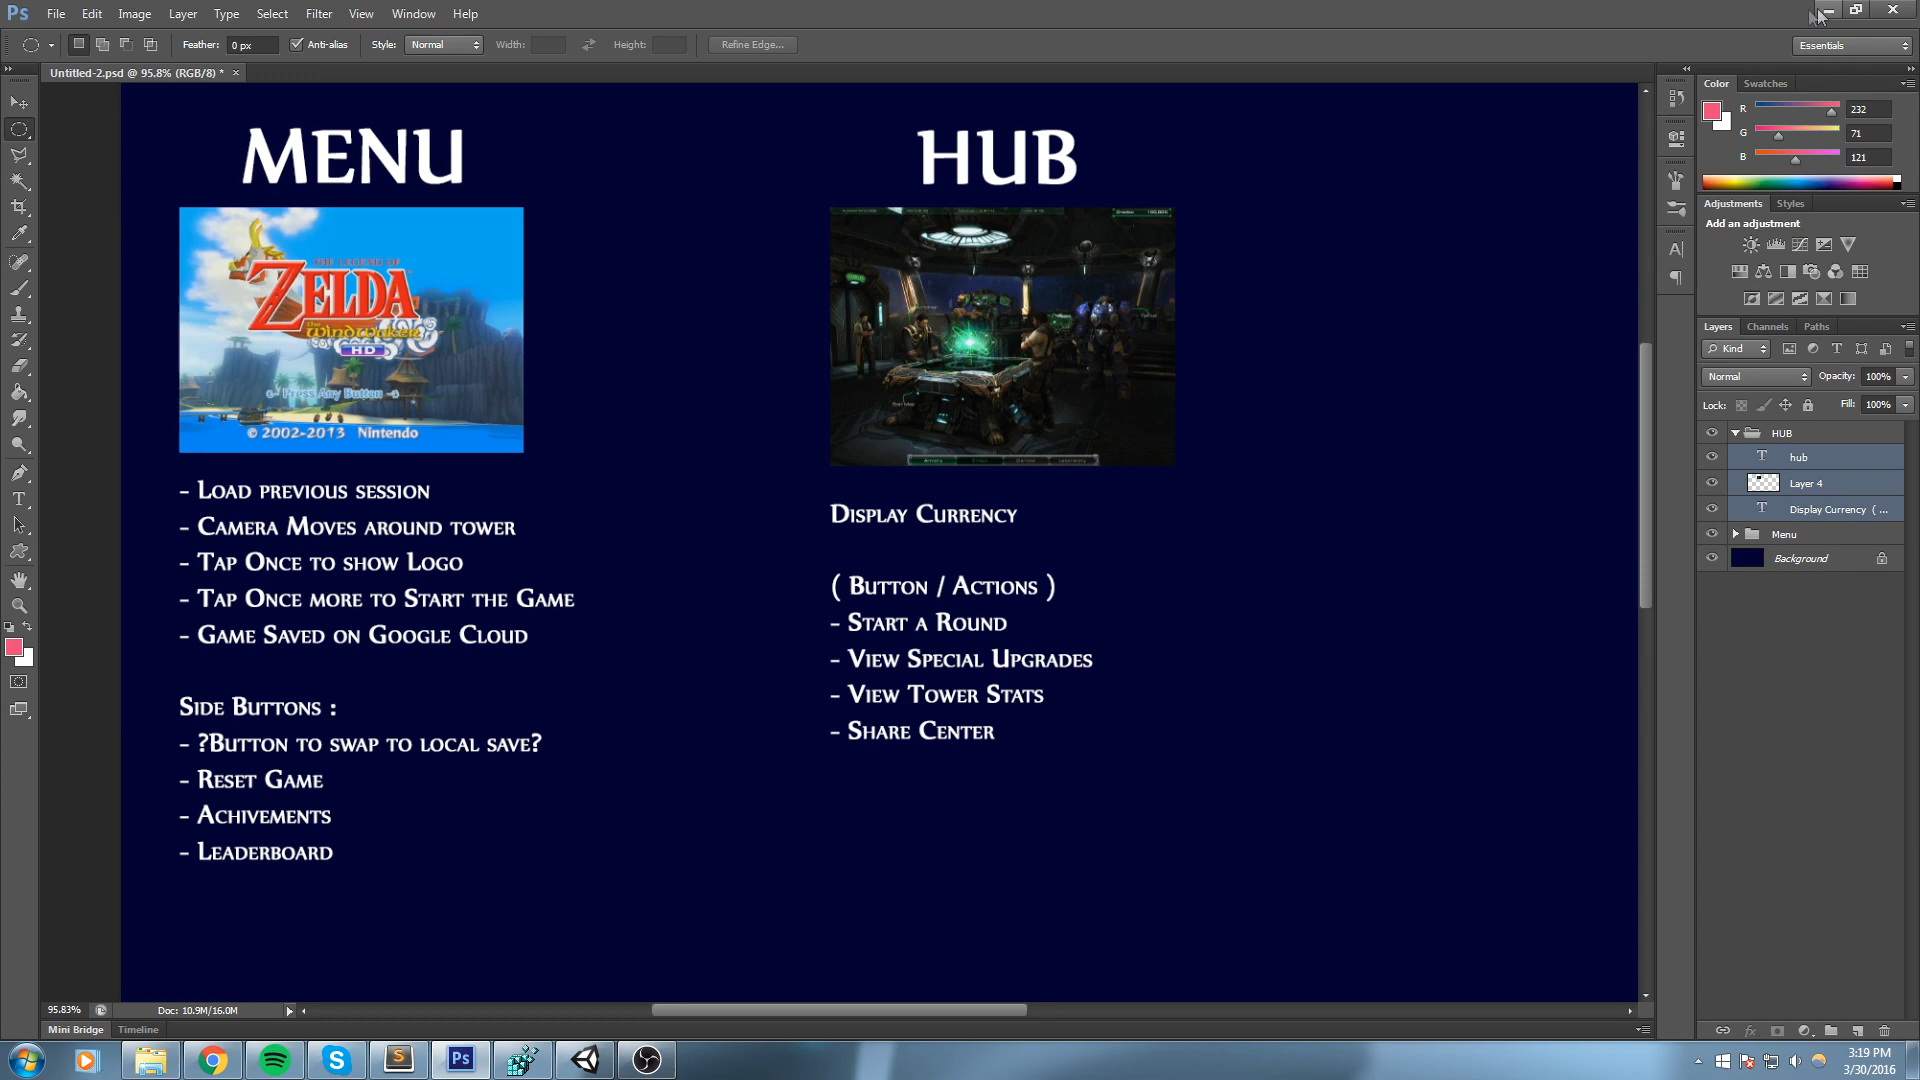 Ps File Edit Image Layer Type Select Filter View Window Help
Feather: 0 px Anti-alias Style: Normal Width: Height: Refine Edge... Essentials
Untitled-2.psd @ 95.8% (RGB/8) * ×
MENU
THE LEGEND OF
ZELDA
the
WindWaker
HD
Press Any Button
© 2002-2013 Nintendo
- Load previous session
- Camera Moves around tower
- Tap Once to show Logo
- Tap Once more to Start the Game
- Game Saved on Google Cloud
Side Buttons :
- ?Button to swap to local save?
- Reset Game
- Achivements
- Leaderboard
HUB
Star Map
Armory
Display Currency
( Button / Actions )
- Start a Round
- View Special Upgrades
- View Tower Stats
- Share Center
Color Swatches
R 232
G 71
B 121
Adjustments Styles
Add an adjustment
Layers Channels Paths
Kind
Normal Opacity: 100%
Lock: Fill: 100%
HUB
T hub
Layer 4
T Display Currency ( ...
Menu
Background
95.83% Doc: 10.9M/16.0M
Mini Bridge Timeline
Ps
3:19 PM
3/30/2016